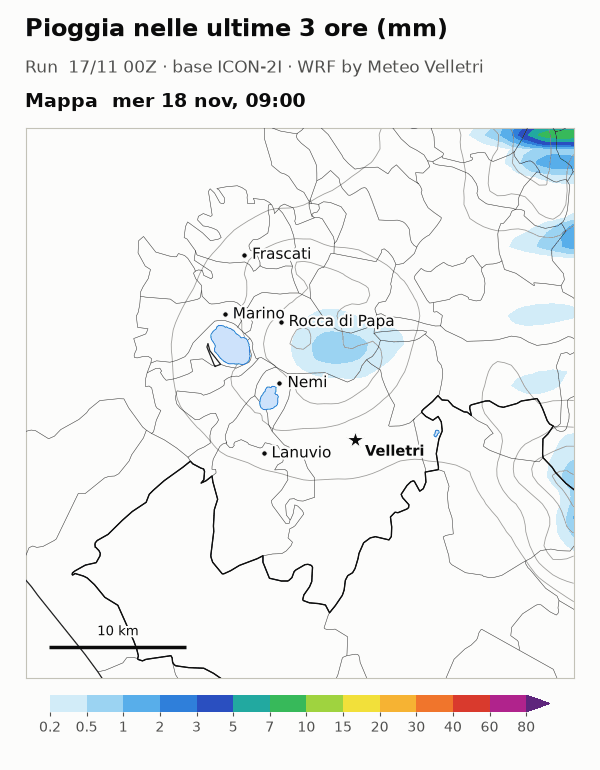 Pioggia nelle ultime 3 ore (mm)
Run  17/11 00Z · base ICON-2I · WRF by Meteo Velletri
Mappa  mer 18 nov, 09:00
Frascati
Marino
Rocca di Papa
Nemi
Velletri
Lanuvio
10 km
0.2 0.5 1 2 3 5 7 10 15 20 30 40 60 80